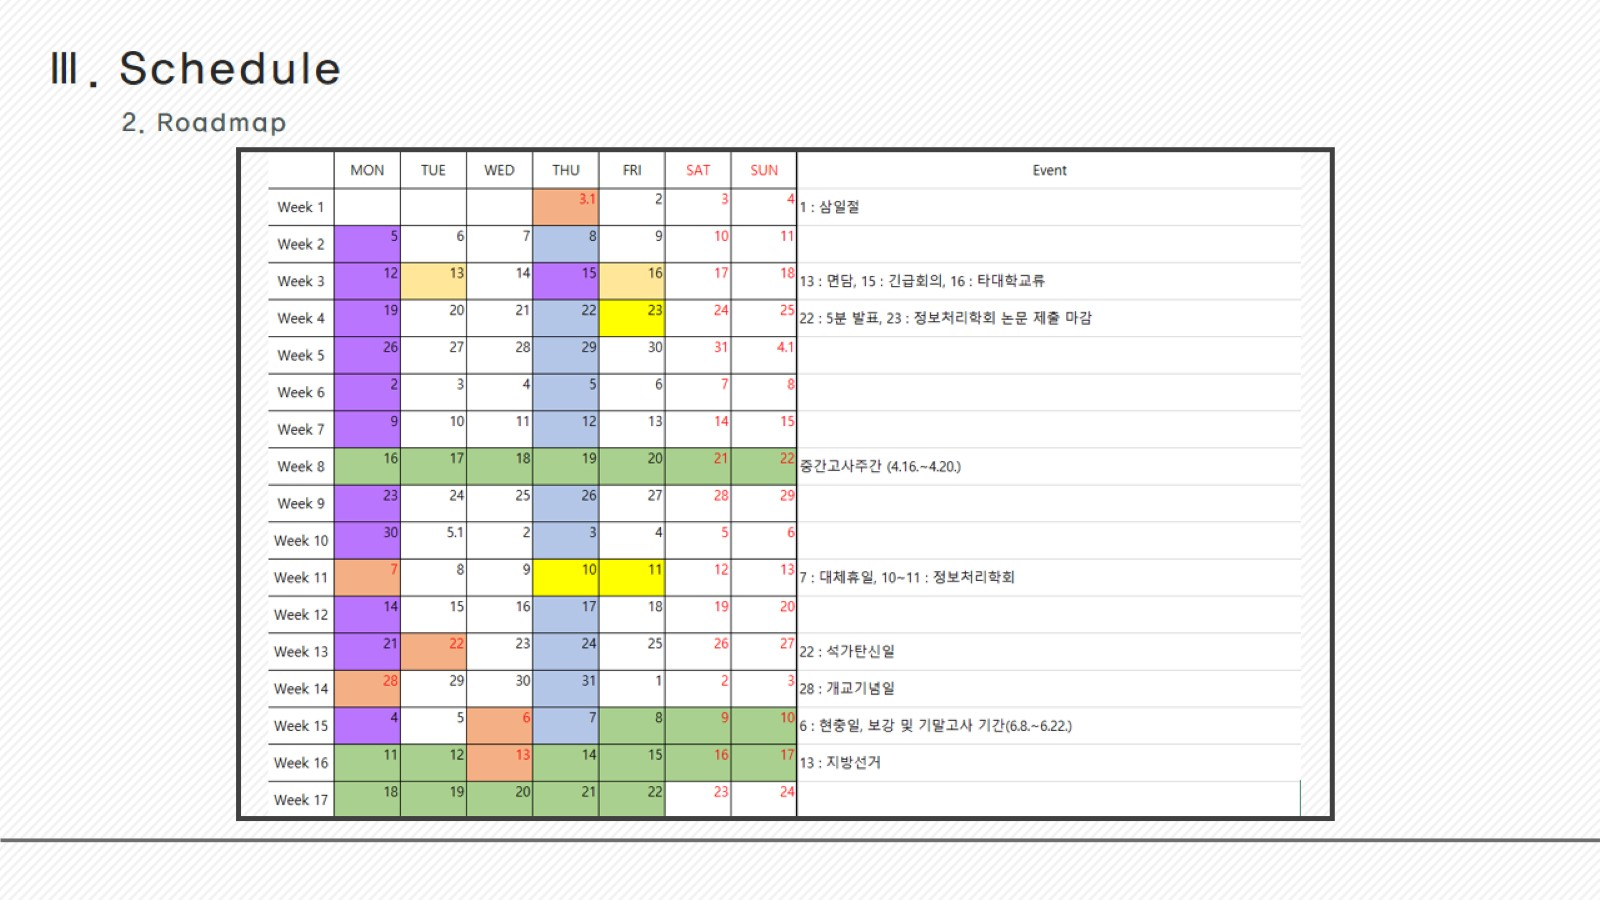 Ⅲ. Schedule
2. Roadmap
MON TUE WED THU FRI SAT SUN Event
Week 1 3.1 2 3 4 1 : 삼일절
Week 2 5 6 7 8 9 10 11
Week 3 12 13 14 15 16 17 18 13 : 면담, 15 : 긴급회의, 16 : 타대학교류
Week 4 19 20 21 22 23 24 25 22 : 5분 발표, 23 : 정보처리학회 논문 제출 마감
Week 5 26 27 28 29 30 31 4.1
Week 6 2 3 4 5 6 7 8
Week 7 9 10 11 12 13 14 15
Week 8 16 17 18 19 20 21 22 중간고사주간 (4.16.~4.20.)
Week 9 23 24 25 26 27 28 29
Week 10 30 5.1 2 3 4 5 6
Week 11 7 8 9 10 11 12 13 7 : 대체휴일, 10~11 : 정보처리학회
Week 12 14 15 16 17 18 19 20
Week 13 21 22 23 24 25 26 27 22 : 석가탄신일
Week 14 28 29 30 31 1 2 3 28 : 개교기념일
Week 15 4 5 6 7 8 9 10 6 : 현충일, 보강 및 기말고사 기간(6.8.~6.22.)
Week 16 11 12 13 14 15 16 17 13 : 지방선거
Week 17 18 19 20 21 22 23 24